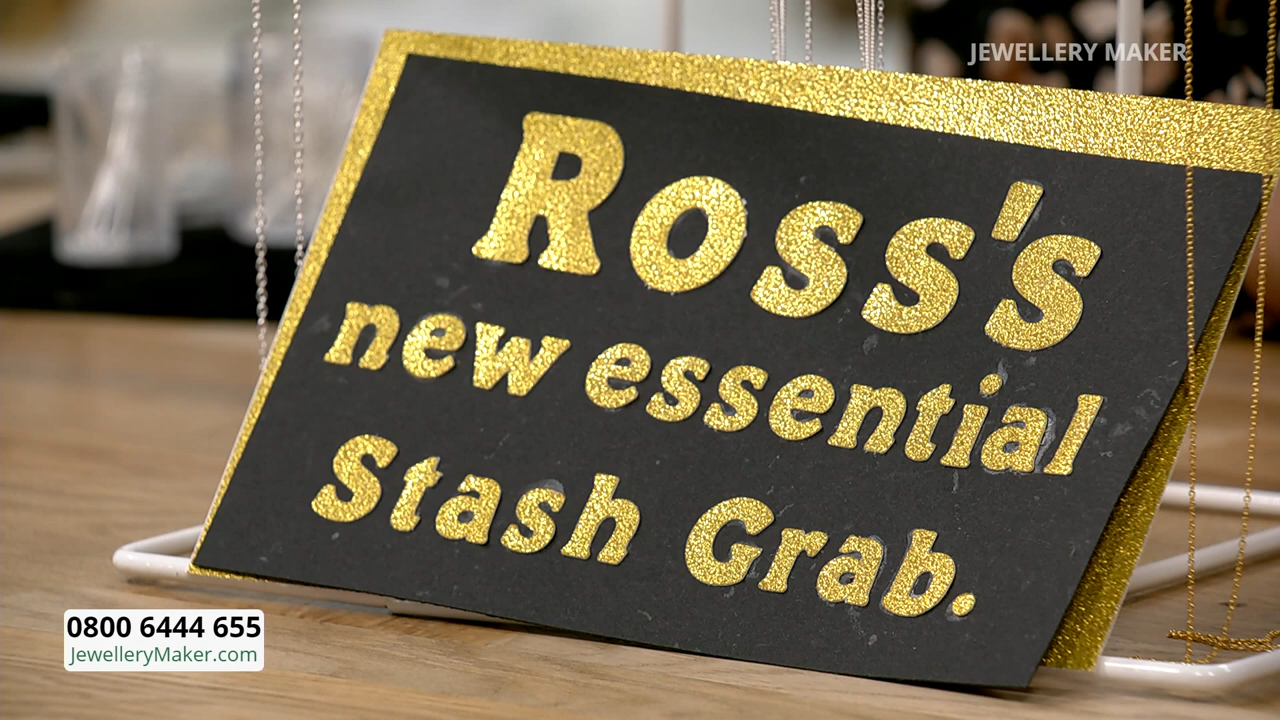 JEWELLERY MAKER
Ross's
new essential
Stash Grab.
0800 6444 655
JewelleryMaker.com